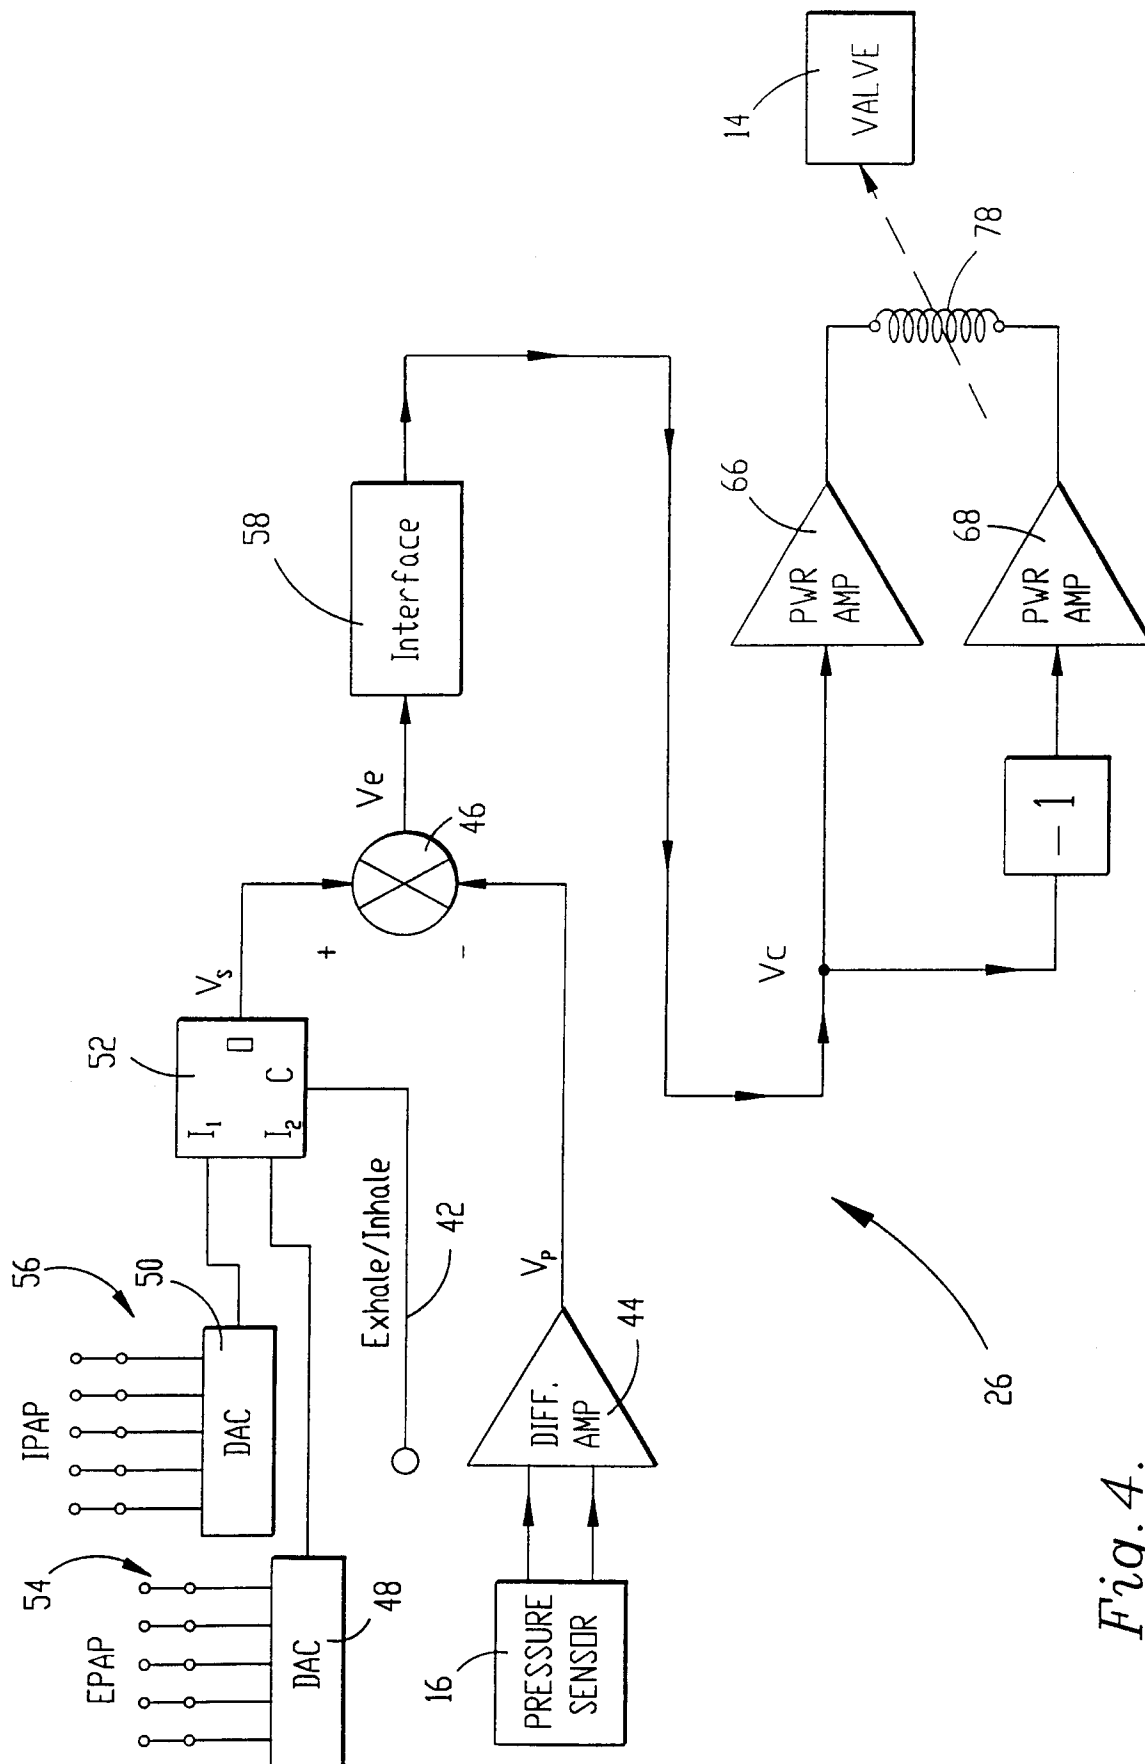 EPAP
54
DAC
48
IPAP
56
50
DAC
I1
I2
O
C
52
Vs
Exhale/Inhale
42
16
PRESSURE
SENSOR
DIFF.
AMP
44
Vp
+
-
46
Ve
58
Interface
Vc
-1
PWR
AMP
66
PWR
AMP
68
78
14
VALVE
26
Fig. 4.